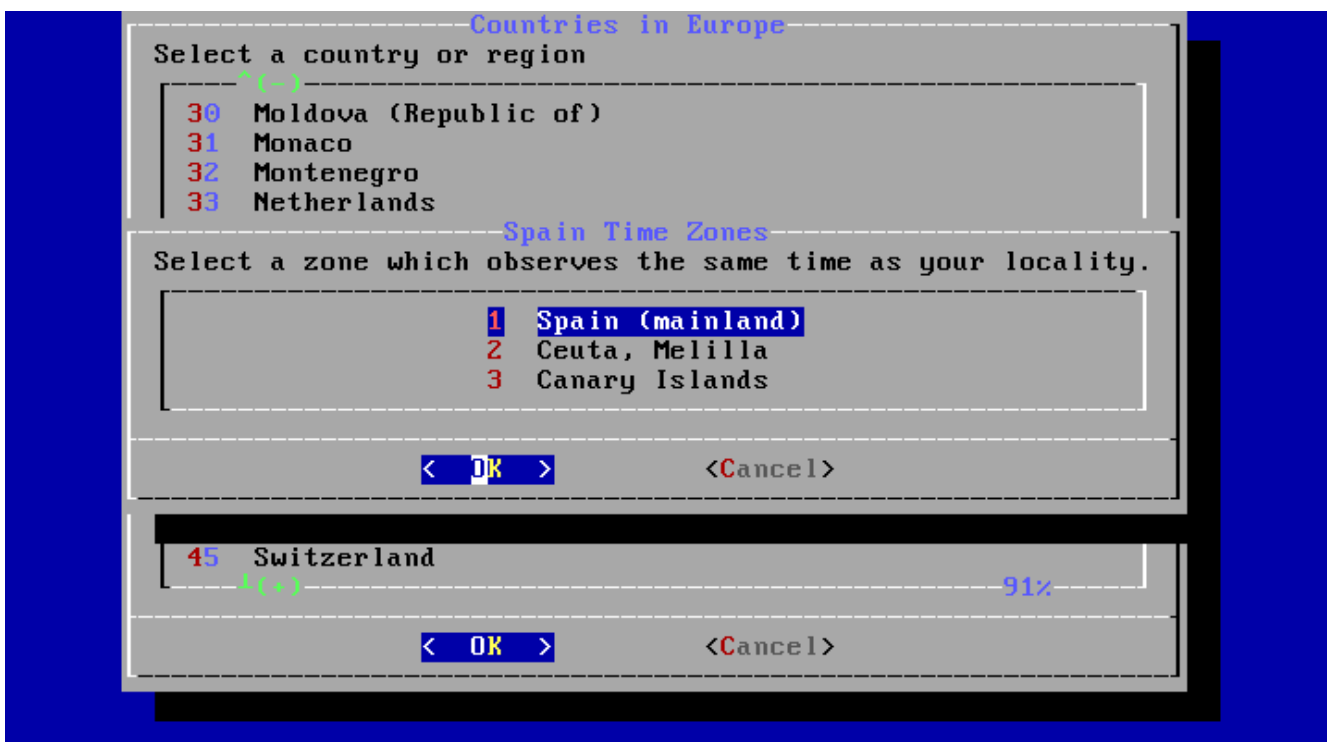 Countries in Europe
Select a country or region
^(-)
30 Moldova (Republic of)
31 Monaco
32 Montenegro
33 Netherlands
Spain Time Zones
Select a zone which observes the same time as your locality.
1 Spain (mainland)
2 Ceuta, Melilla
3 Canary Islands
< OK > <Cancel>
45 Switzerland
┴(+) 91%
< OK > <Cancel>